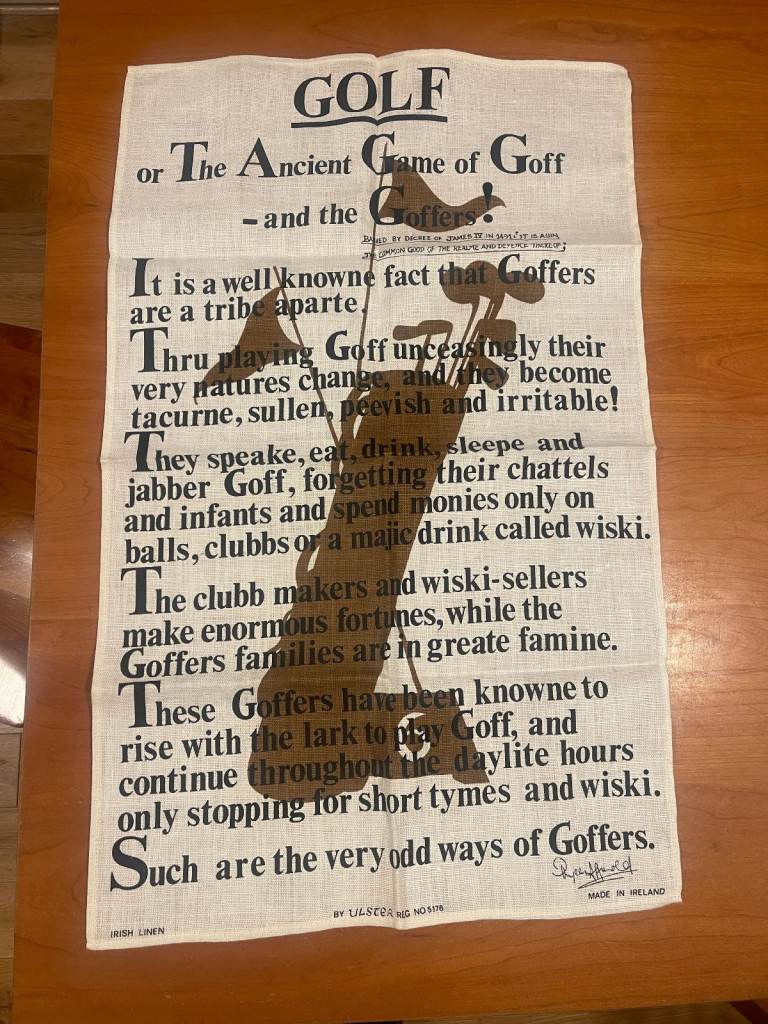 GOLF
or The Ancient Game of Goff
- and the Goffers!
BANED BY DECREE OF JAMES IV IN 1491 "IT IS AGIN
THE COMMON GOOD OF THE REALME AND DEFENCE THEREOF;
It is a well knowne fact that Goffers
are a tribe aparte.
Thru playing Goff unceasingly their
very natures change, and they become
tacurne, sullen, peevish and irritable!
They speake, eat, drink, sleepe and
jabber Goff, forgetting their chattels
and infants and spend monies only on
balls, clubbs or a majic drink called wiski.
The clubb makers and wiski-sellers
make enormous fortunes, while the
Goffers families are in greate famine.
These Goffers have been knowne to
rise with the lark to play Goff, and
continue throughout the daylite hours
only stopping for short tymes and wiski.
Such are the very odd ways of Goffers.
MADE IN IRELAND
BY ULSTER REG NO 5176
IRISH LINEN